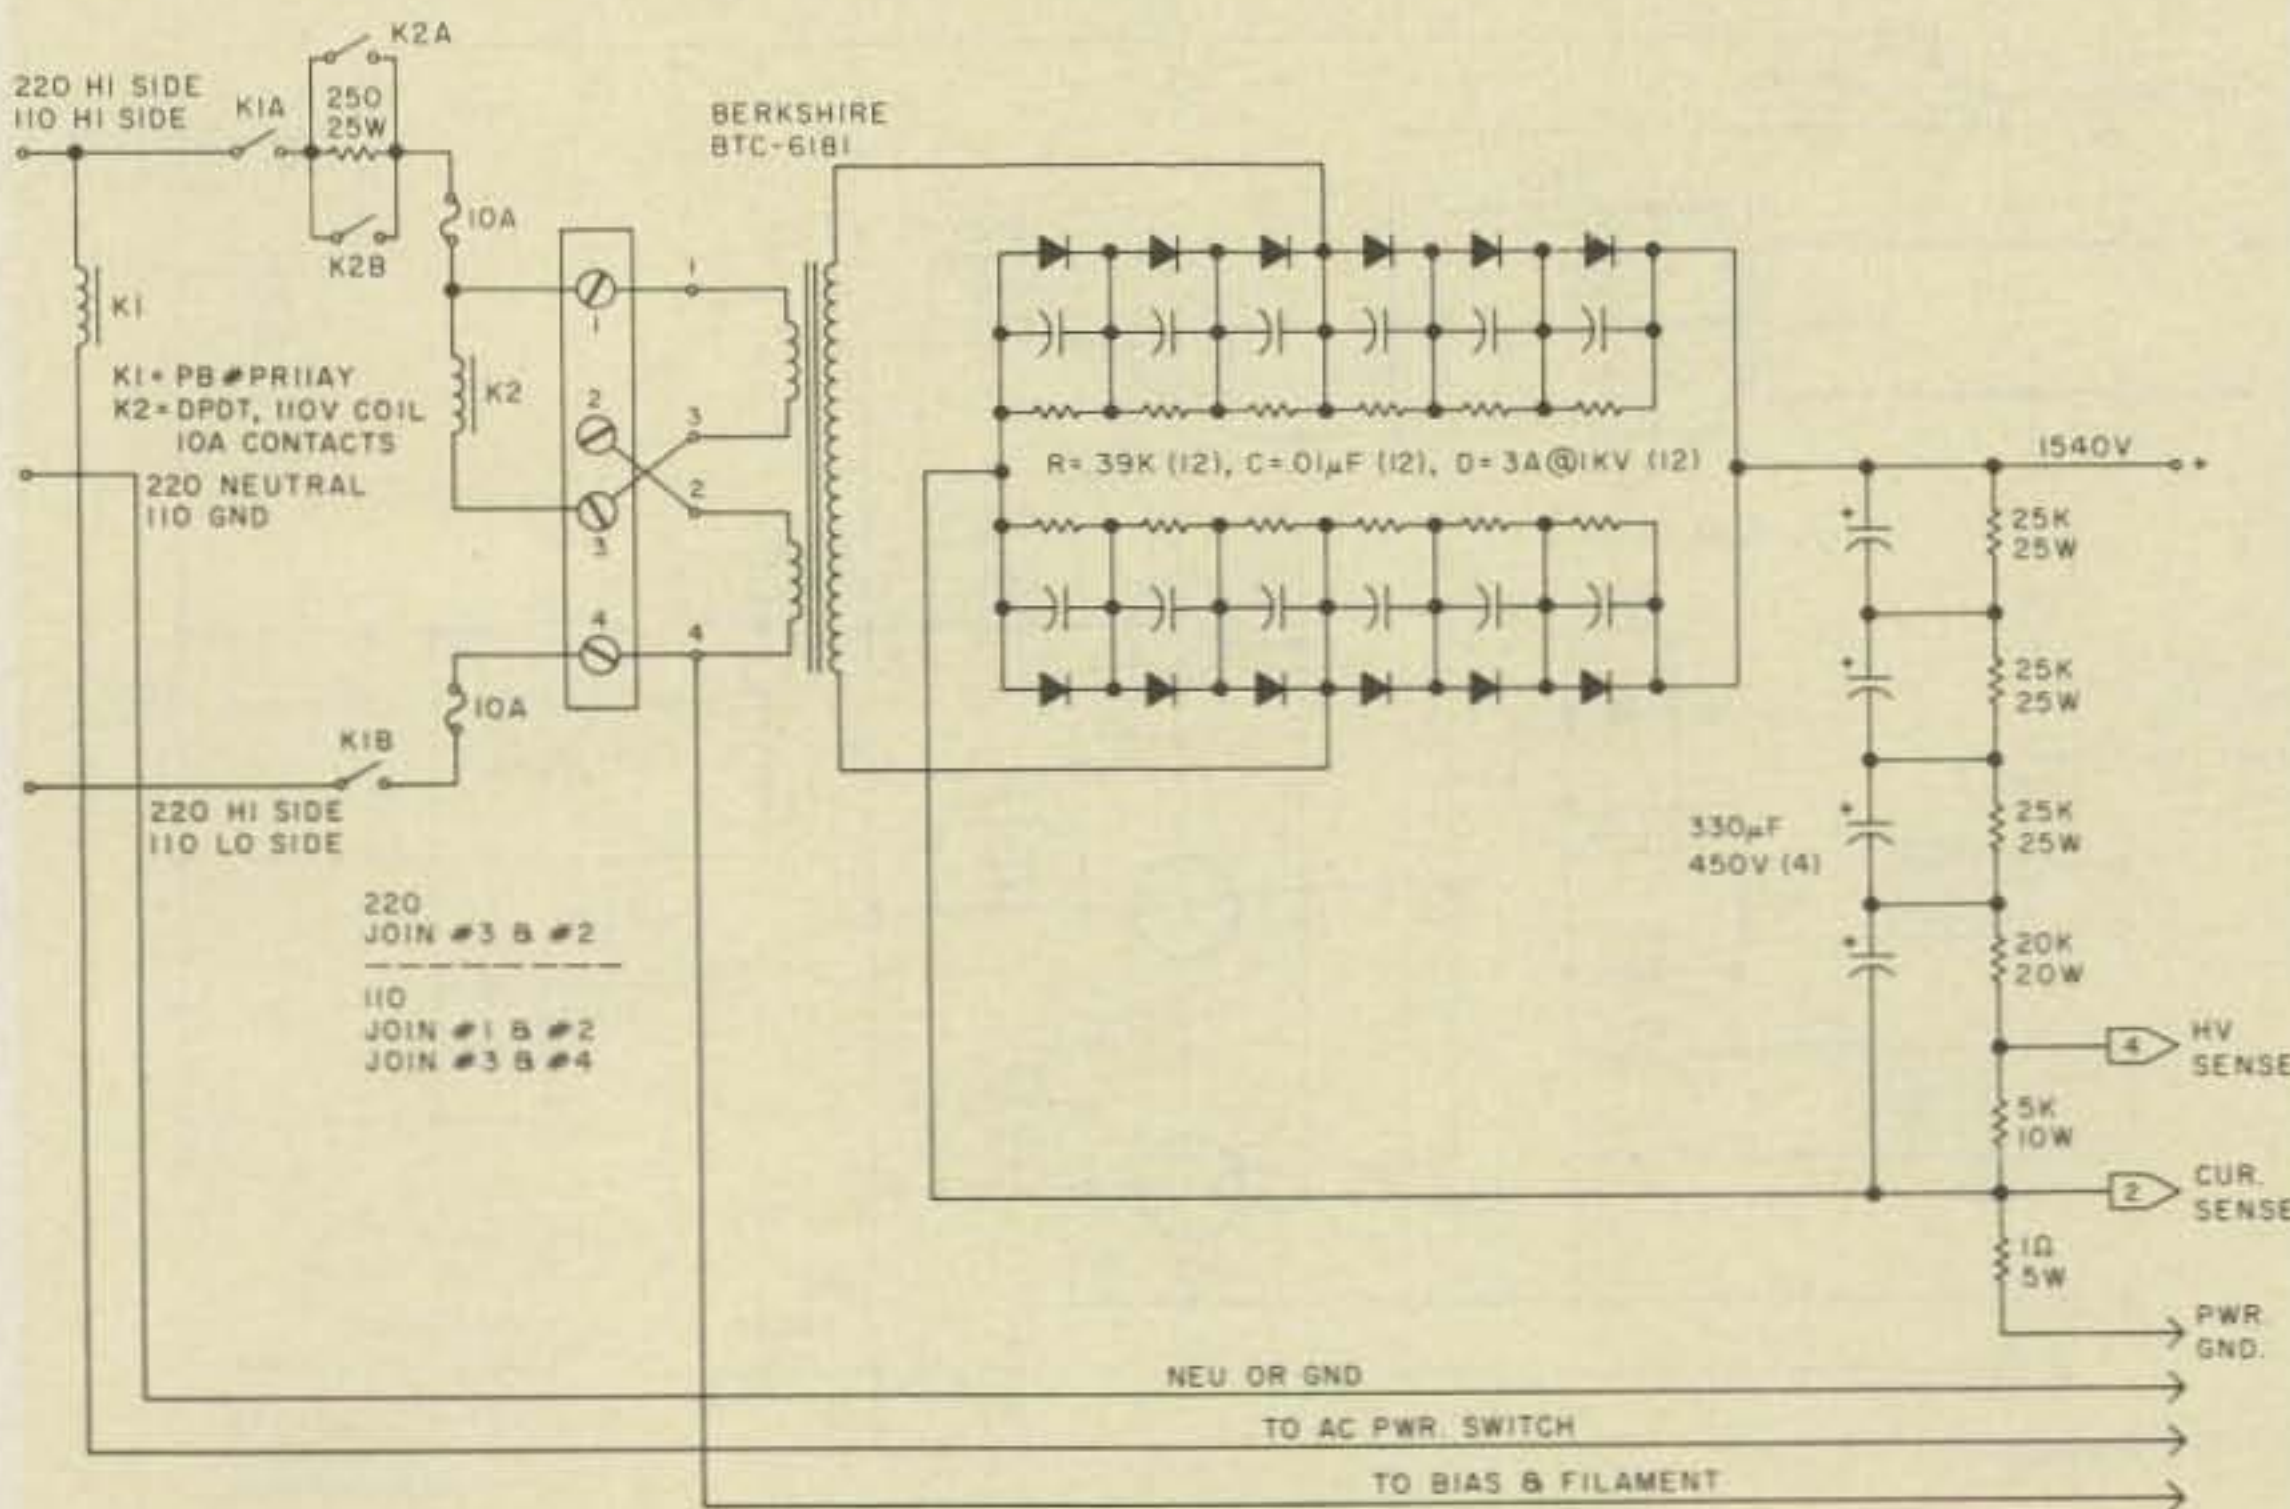 K2A
220 HI SIDE
110 HI SIDE
K1A
250
25W
K2B
10A
BERKSHIRE
BTC-6181
K1
K1= PB#PR11AY
K2=DPDT, 110V COIL
10A CONTACTS
K2
1
2
3
4
1
3
2
4
220 NEUTRAL
110 GND
10A
K1B
220 HI SIDE
110 LO SIDE
220
JOIN #3 & #2
110
JOIN #1 & #2
JOIN #3 & #4
R=.39K (12), C=.01µF (12), D=3A@1KV (12)
1540V
+
+
25K
25W
+
25K
25W
+
25K
25W
330µF
450V (4)
+
20K
20W
4
HV
SENSE
5K
10W
2
CUR.
SENSE
1Ω
5W
PWR.
GND.
NEU OR GND
TO AC PWR. SWITCH
TO BIAS & FILAMENT